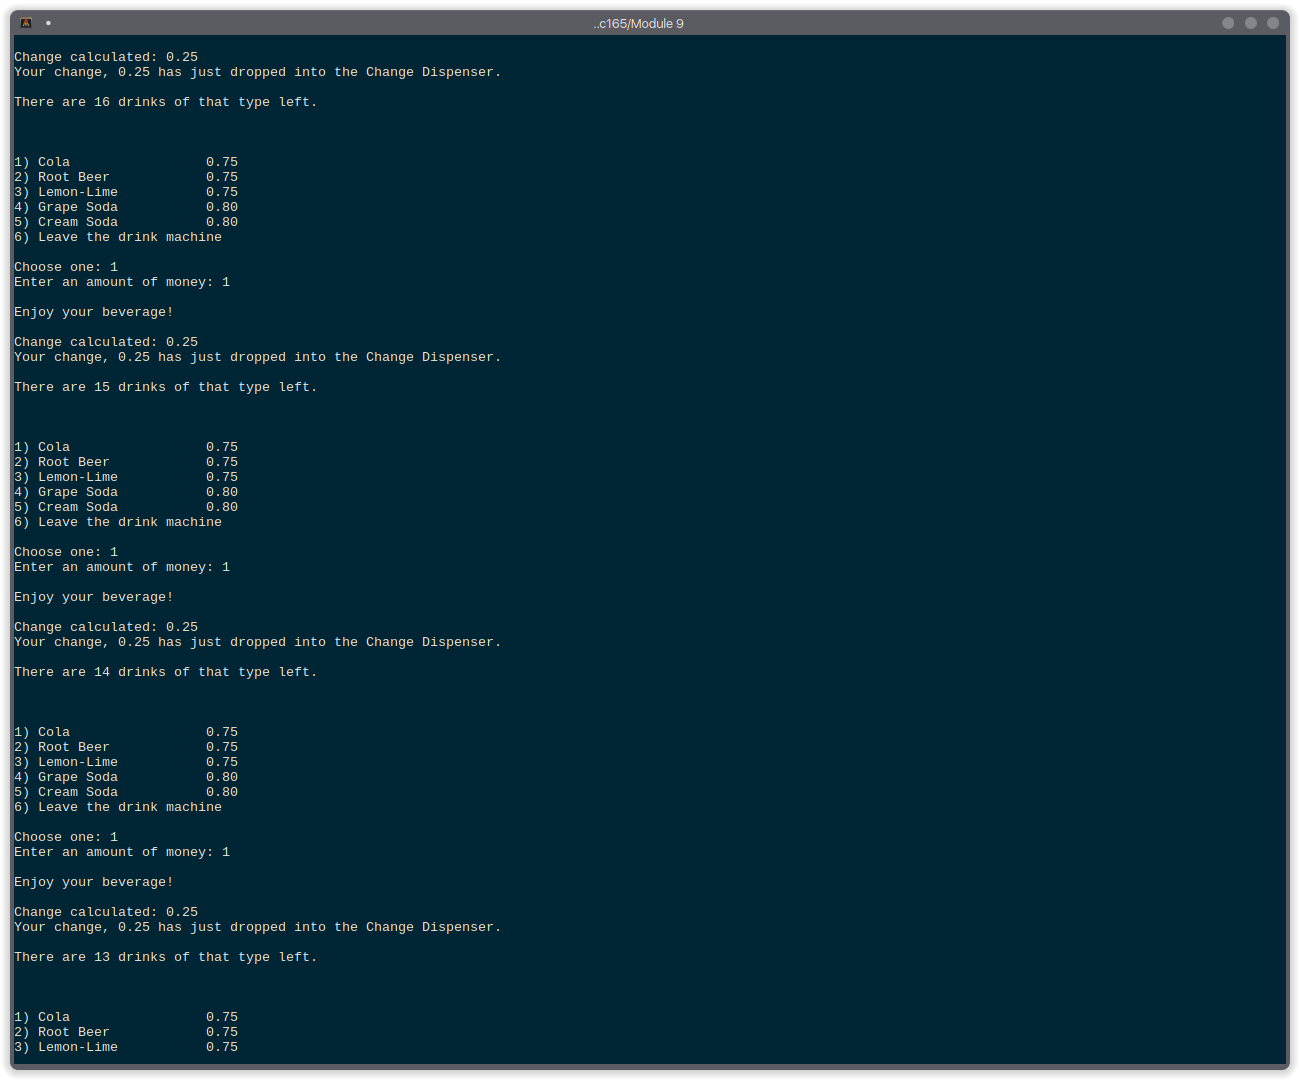 ..c165/Module 9
Change calculated: 0.25
Your change, 0.25 has just dropped into the Change Dispenser.
There are 16 drinks of that type left.
1) Cola                 0.75
2) Root Beer            0.75
3) Lemon-Lime           0.75
4) Grape Soda           0.80
5) Cream Soda           0.80
6) Leave the drink machine
Choose one: 1
Enter an amount of money: 1
Enjoy your beverage!
Change calculated: 0.25
Your change, 0.25 has just dropped into the Change Dispenser.
There are 15 drinks of that type left.
1) Cola                 0.75
2) Root Beer            0.75
3) Lemon-Lime           0.75
4) Grape Soda           0.80
5) Cream Soda           0.80
6) Leave the drink machine
Choose one: 1
Enter an amount of money: 1
Enjoy your beverage!
Change calculated: 0.25
Your change, 0.25 has just dropped into the Change Dispenser.
There are 14 drinks of that type left.
1) Cola                 0.75
2) Root Beer            0.75
3) Lemon-Lime           0.75
4) Grape Soda           0.80
5) Cream Soda           0.80
6) Leave the drink machine
Choose one: 1
Enter an amount of money: 1
Enjoy your beverage!
Change calculated: 0.25
Your change, 0.25 has just dropped into the Change Dispenser.
There are 13 drinks of that type left.
1) Cola                 0.75
2) Root Beer            0.75
3) Lemon-Lime           0.75